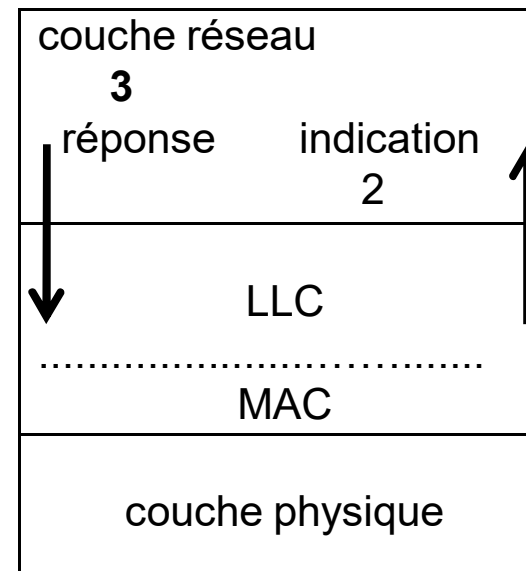 couche réseau
3
réponse indication
2
LLC
................................…………..…...
MAC
couche physique